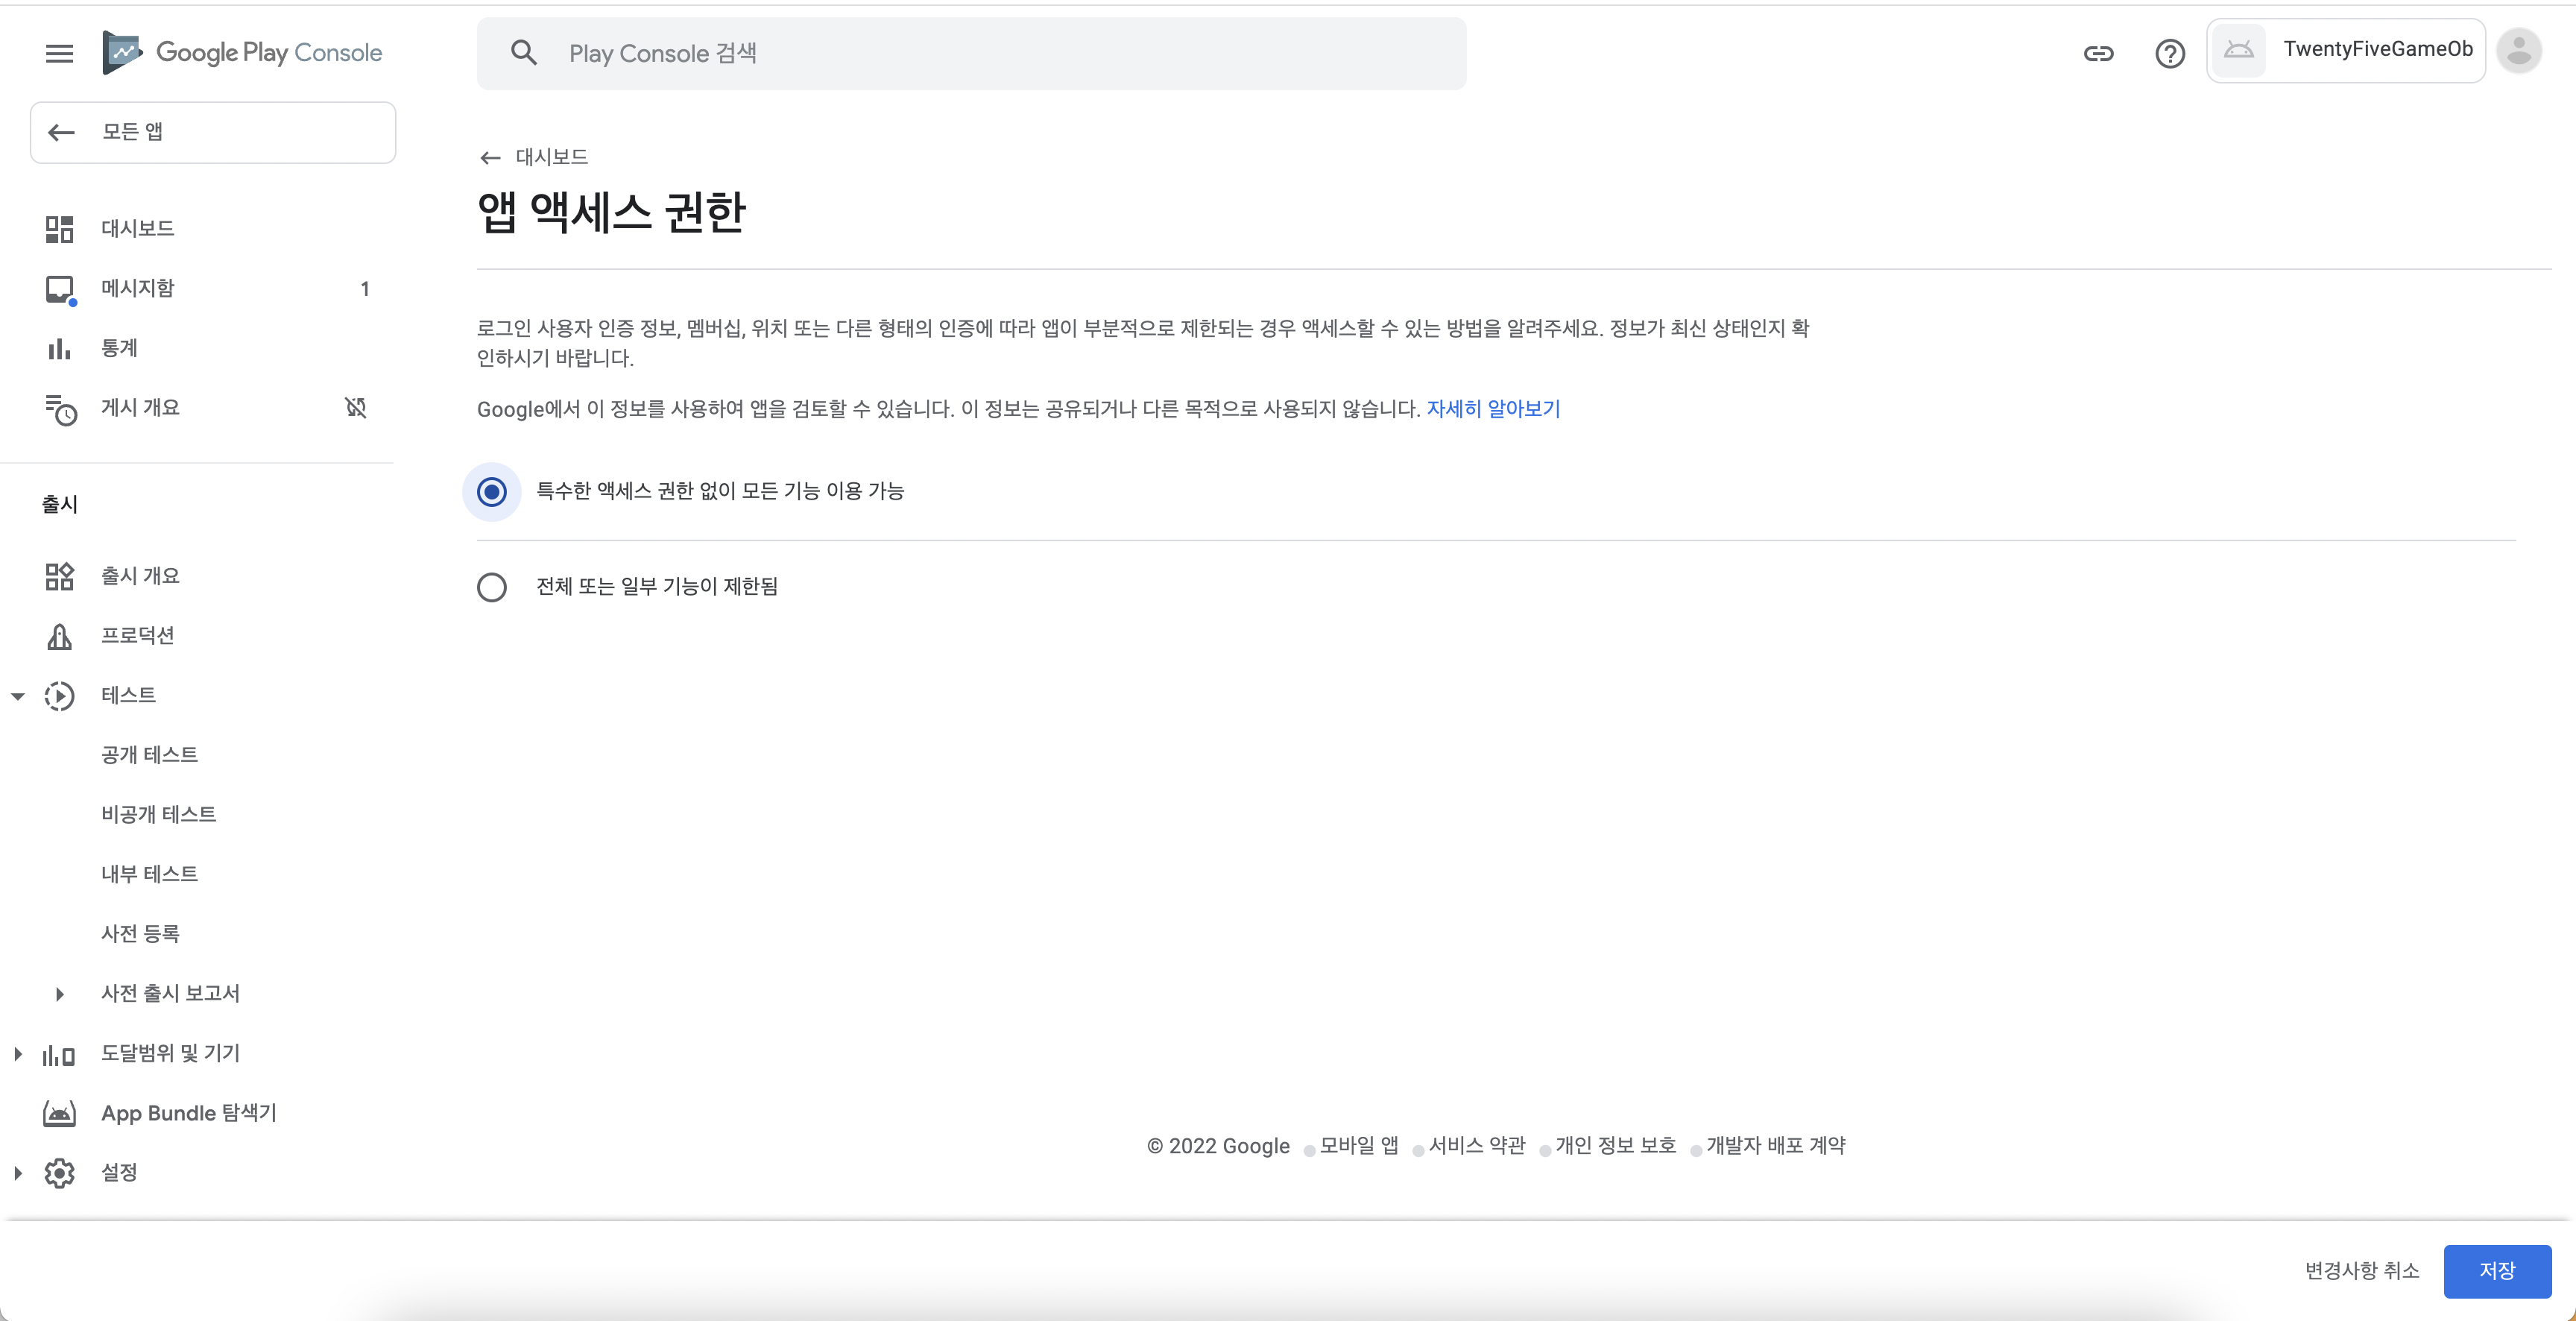 Google Play Console
Play Console 검색
TwentyFiveGameOb
모든 앱
대시보드
메시지함 1
통계
게시 개요
출시
출시 개요
프로덕션
테스트
공개 테스트
비공개 테스트
내부 테스트
사전 등록
사전 출시 보고서
도달범위 및 기기
App Bundle 탐색기
설정
대시보드
앱 액세스 권한
로그인 사용자 인증 정보, 멤버십, 위치 또는 다른 형태의 인증에 따라 앱이 부분적으로 제한되는 경우 액세스할 수 있는 방법을 알려주세요. 정보가 최신 상태인지 확
인하시기 바랍니다.
Google에서 이 정보를 사용하여 앱을 검토할 수 있습니다. 이 정보는 공유되거나 다른 목적으로 사용되지 않습니다. 자세히 알아보기
특수한 액세스 권한 없이 모든 기능 이용 가능
전체 또는 일부 기능이 제한됨
© 2022 Google 모바일 앱 서비스 약관 개인 정보 보호 개발자 배포 계약
변경사항 취소 저장